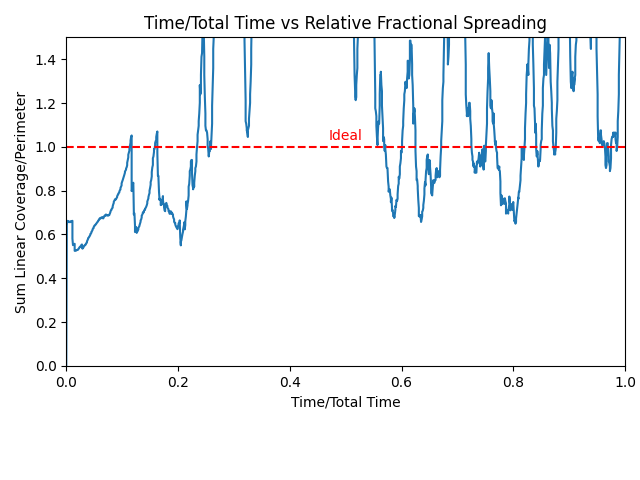 Time/Total Time vs Relative Fractional Spreading
Sum Linear Coverage/Perimeter
1.4
1.2
1.0
0.8
0.6
0.4
0.2
0.0
Ideal
0.0 0.2 0.4 0.6 0.8 1.0
Time/Total Time